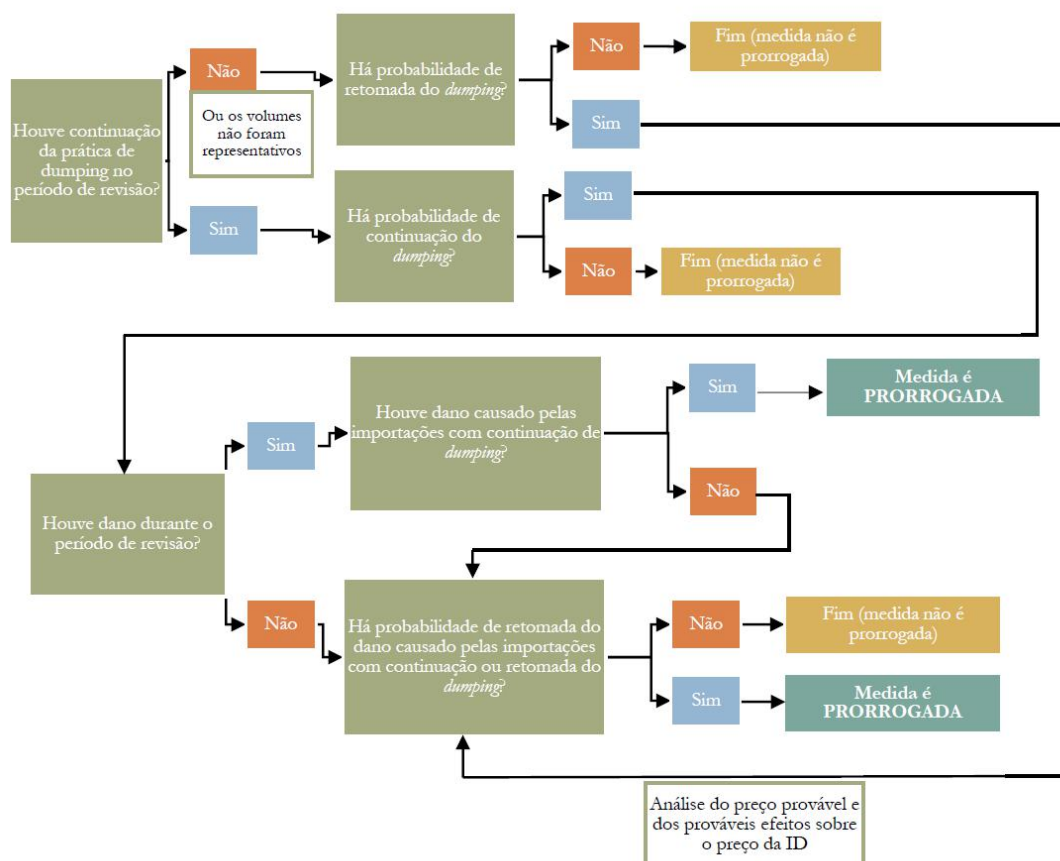 Houve continuação
da prática de
dumping no
período de revisão?
Não
Ou os volumes
não foram
representativos
Há probabilidade de
retomada do dumping?
Não
Fim (medida não é
prorrogada)
Sim
Sim
Há probabilidade de
continuação do
dumping?
Sim
Não
Fim (medida não é
prorrogada)
Houve dano durante o
período de revisão?
Sim
Houve dano causado pelas
importações com continuação de
dumping?
Sim
Medida é
PRORROGADA
Não
Não
Há probabilidade de retomada do
dano causado pelas importações
com continuação ou retomada do
dumping?
Não
Fim (medida não é
prorrogada)
Sim
Medida é
PRORROGADA
Análise do preço provável e
dos prováveis efeitos sobre
o preço da ID